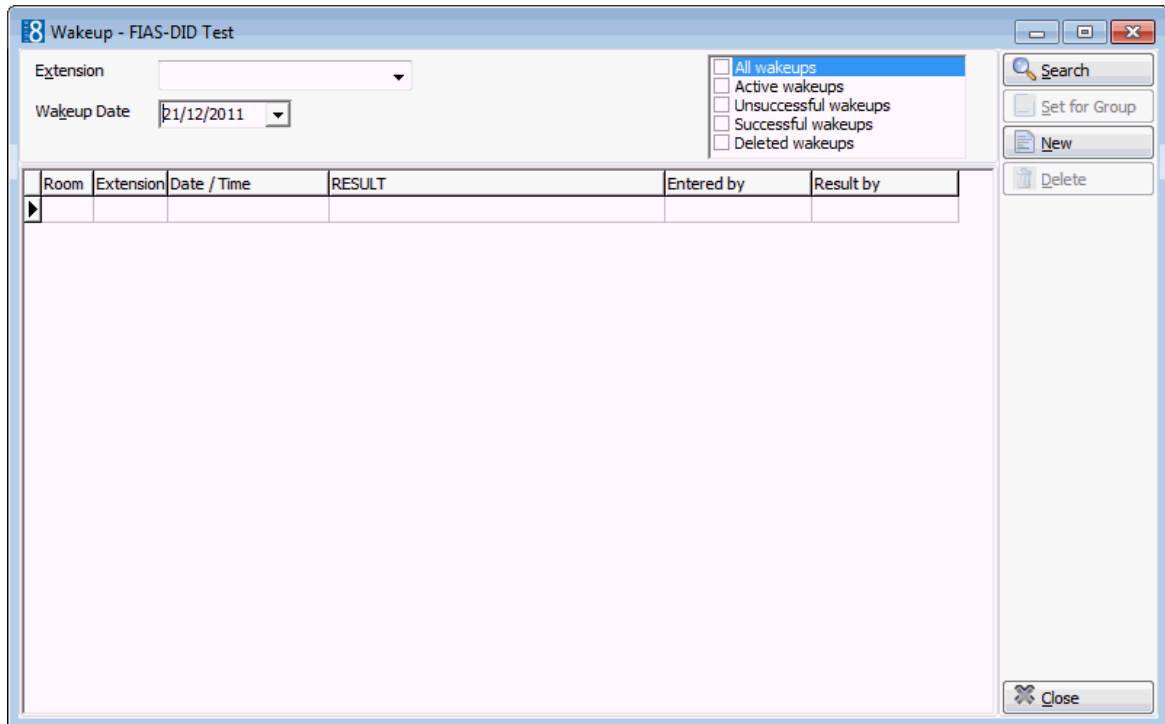 8 Wakeup - FIAS-DID Test
Extension
Wakeup Date 21/12/2011
All wakeups
Active wakeups
Unsuccessful wakeups
Successful wakeups
Deleted wakeups
Search
Set for Group
New
Delete
Room Extension Date / Time RESULT Entered by Result by
Close